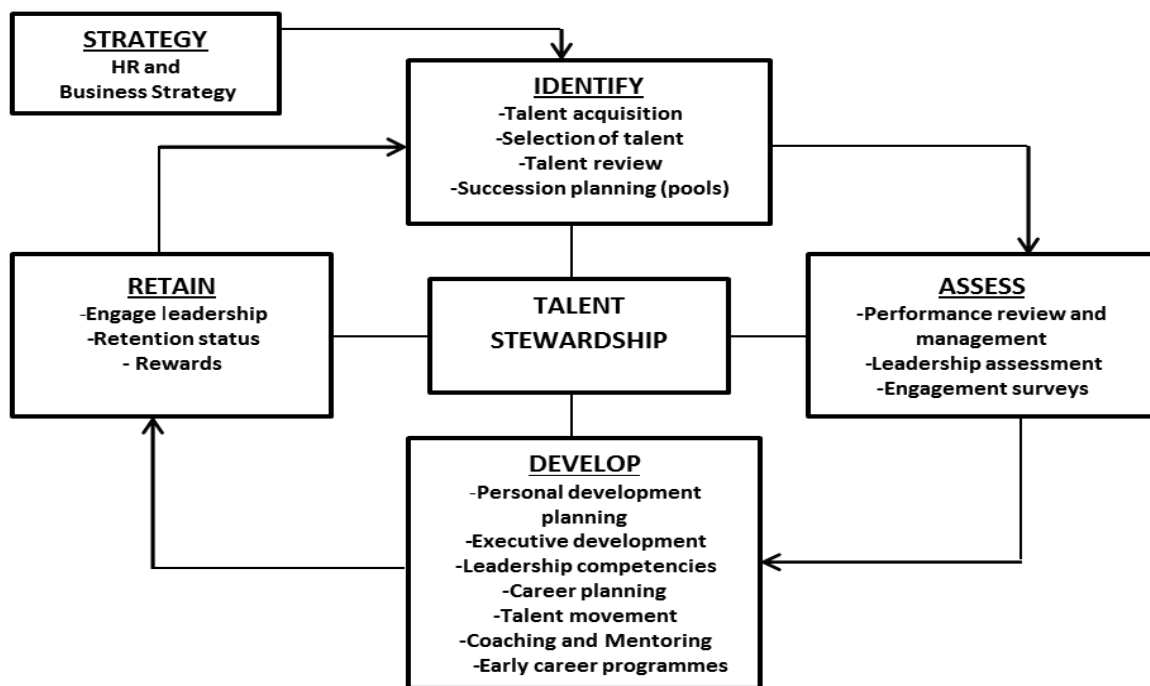 STRATEGY
HR and
Business Strategy
IDENTIFY
-Talent acquisition
-Selection of talent
-Talent review
-Succession planning (pools)
RETAIN
-Engage leadership
-Retention status
- Rewards
TALENT
STEWARDSHIP
ASSESS
-Performance review and
management
-Leadership assessment
-Engagement surveys
DEVELOP
-Personal development
planning
-Executive development
-Leadership competencies
-Career planning
-Talent movement
-Coaching and Mentoring
-Early career programmes